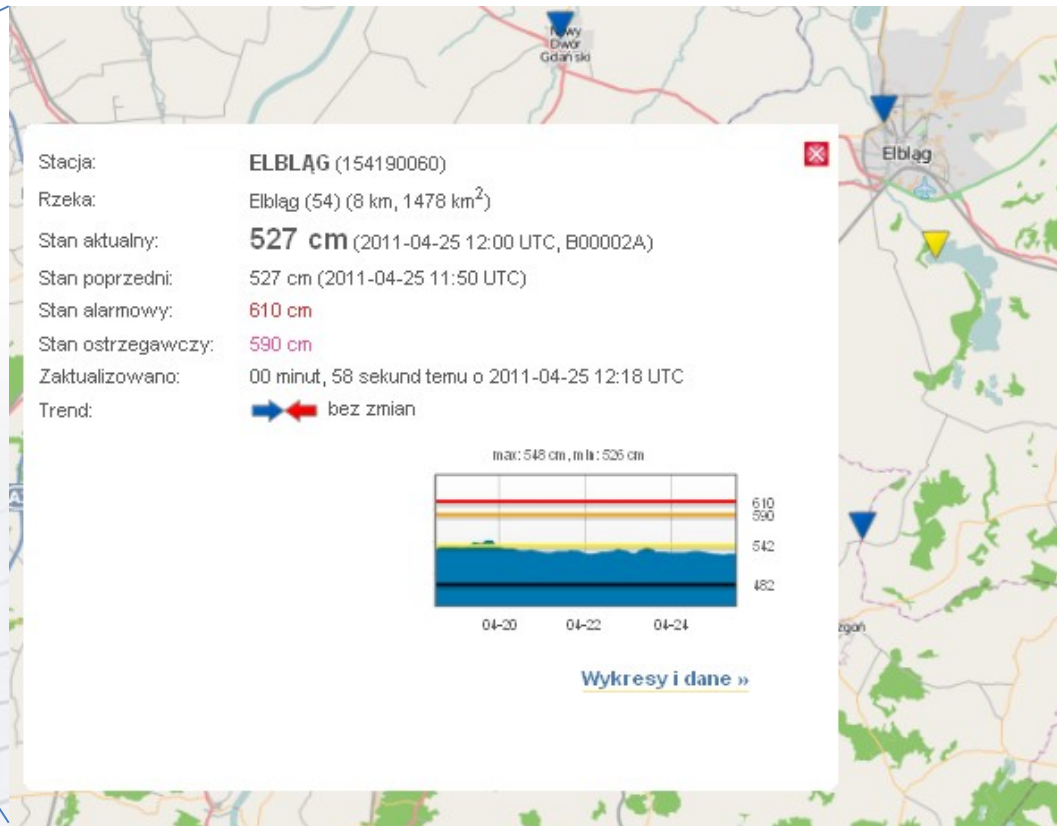 Nowy
Dwór
Gdański
Elbląg
Stacja: ELBLĄG (154190060)
Rzeka: Elbląg (54) (8 km, 1478 km²)
Stan aktualny: 527 cm (2011-04-25 12:00 UTC, B00002A)
Stan poprzedni: 527 cm (2011-04-25 11:50 UTC)
Stan alarmowy: 610 cm
Stan ostrzegawczy: 590 cm
Zaktualizowano: 00 minut, 58 sekund temu o 2011-04-25 12:18 UTC
Trend: bez zmian
max: 548 cm, min: 526 cm
610
590
542
482
04-20 04-22 04-24
zgoń
Wykresy i dane »
A